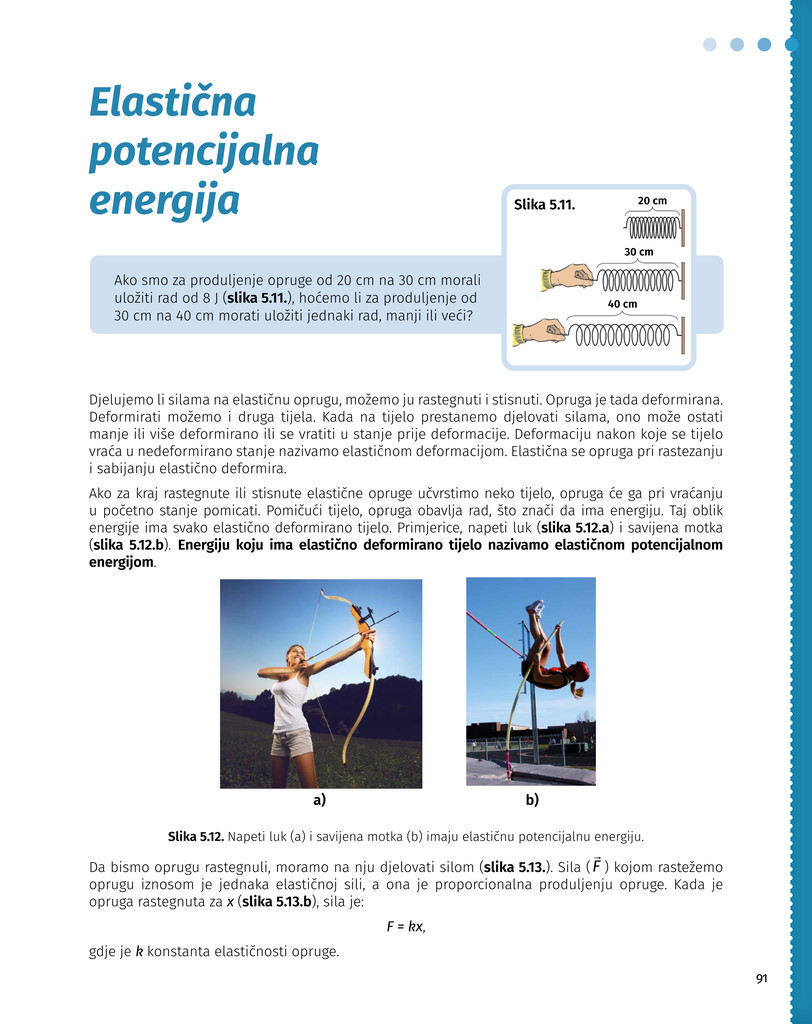 Elastična
potencijalna
energija
Slika 5.11.
20 cm
30 cm
40 cm
Ako smo za produljenje opruge od 20 cm na 30 cm morali
uložiti rad od 8 J (slika 5.11.), hoćemo li za produljenje od
30 cm na 40 cm morati uložiti jednaki rad, manji ili veći?
Djelujemo li silama na elastičnu oprugu, možemo ju rastegnuti i stisnuti. Opruga je tada deformirana.
Deformirati možemo i druga tijela. Kada na tijelo prestanemo djelovati silama, ono može ostati
manje ili više deformirano ili se vratiti u stanje prije deformacije. Deformaciju nakon koje se tijelo
vraća u nedeformirano stanje nazivamo elastičnom deformacijom. Elastična se opruga pri rastezanju
i sabijanju elastično deformira.
Ako za kraj rastegnute ili stisnute elastične opruge učvrstimo neko tijelo, opruga će ga pri vraćanju
u početno stanje pomicati. Pomičući tijelo, opruga obavlja rad, što znači da ima energiju. Taj oblik
energije ima svako elastično deformirano tijelo. Primjerice, napeti luk (slika 5.12.a) i savijena motka
(slika 5.12.b). Energiju koju ima elastično deformirano tijelo nazivamo elastičnom potencijalnom
energijom.
a)
b)
Slika 5.12. Napeti luk (a) i savijena motka (b) imaju elastičnu potencijalnu energiju.
Da bismo oprugu rastegnuli, moramo na nju djelovati silom (slika 5.13.). Sila (F⃗ ) kojom rastežemo
oprugu iznosom je jednaka elastičnoj sili, a ona je proporcionalna produljenju opruge. Kada je
opruga rastegnuta za x (slika 5.13.b), sila je:
F = kx,
gdje je k konstanta elastičnosti opruge.
91